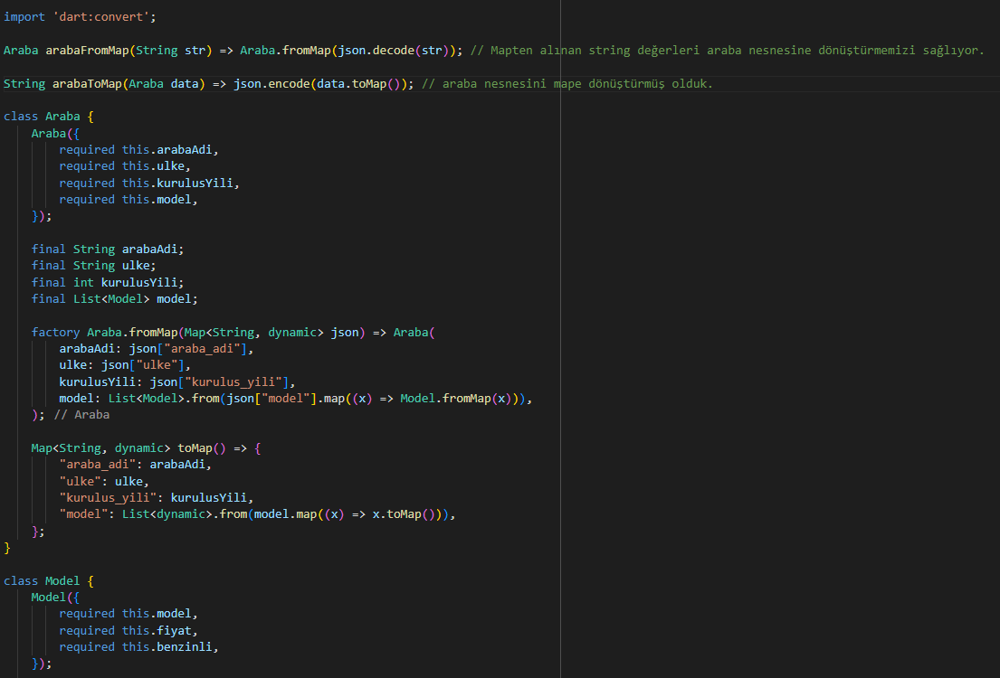 import 'dart:convert';
Araba arabaFromMap(String str) => Araba.fromMap(json.decode(str)); // Mapten alınan string değerleri araba nesnesine dönüştürmemizi sağlıyor.
String arabaToMap(Araba data) => json.encode(data.toMap()); // araba nesnesini mape dönüştürmüş olduk.
class Araba {
Araba({
required this.arabaAdi,
required this.ulke,
required this.kurulusYili,
required this.model,
});
final String arabaAdi;
final String ulke;
final int kurulusYili;
final List<Model> model;
factory Araba.fromMap(Map<String, dynamic> json) => Araba(
arabaAdi: json["araba_adi"],
ulke: json["ulke"],
kurulusYili: json["kurulus_yili"],
model: List<Model>.from(json["model"].map((x) => Model.fromMap(x))),
); // Araba
Map<String, dynamic> toMap() => {
"araba_adi": arabaAdi,
"ulke": ulke,
"kurulus_yili": kurulusYili,
"model": List<dynamic>.from(model.map((x) => x.toMap())),
};
}
class Model {
Model({
required this.model,
required this.fiyat,
required this.benzinli,
});